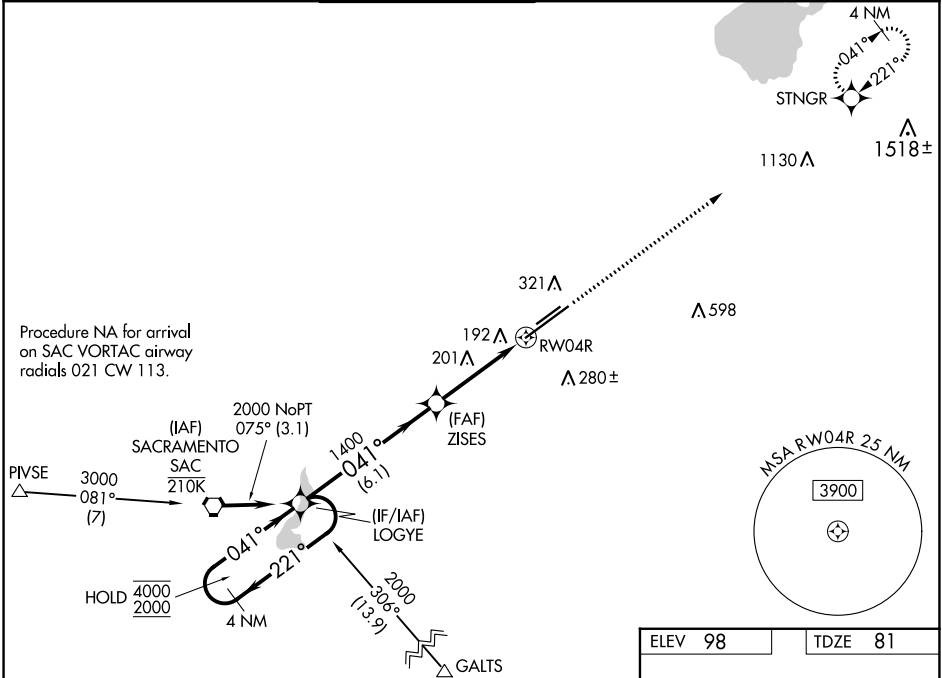 4 NM
041°
221°
STNGR
1518±
1130
321
598
192
RW04R
201
280±
Procedure NA for arrival
on SAC VORTAC airway
radials 021 CW 113.
(FAF)
ZISES
2000 NoPT
075° (3.1)
(IAF)
SACRAMENTO
SAC
210K
1400
041°
(6.1)
PIVSE
3000
081°
(7)
(IF/IAF)
LOGYE
041°
221°
HOLD 4000
2000
4 NM
2000
306°
(13.9)
GALTS
MSA RW04R 25 NM
3900
ELEV 98 TDZE 81